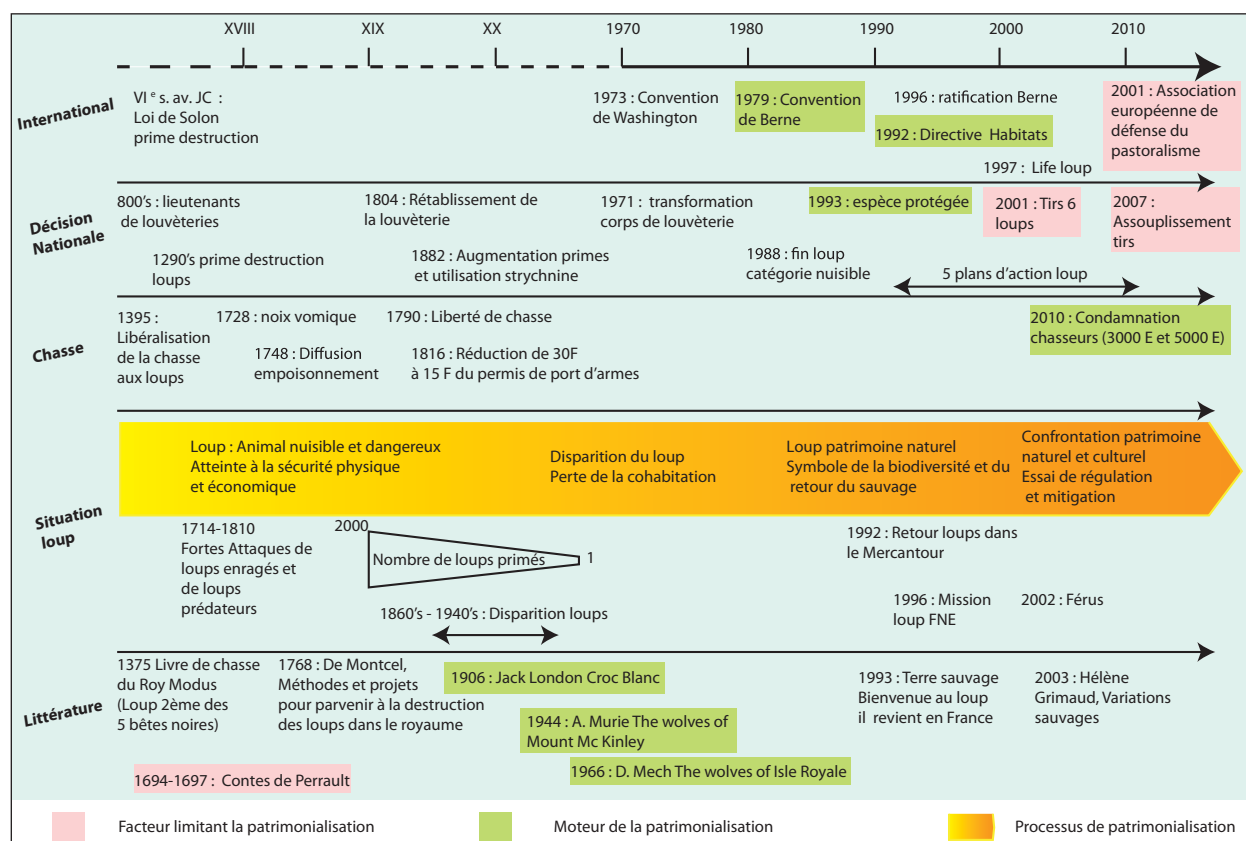 XVIII XIX XX 1970 1980 1990 2000 2010
International
VI e s. av. JC :
Loi de Solon
prime destruction
1973 : Convention
de Washington
1979 : Convention
de Berne
1996 : ratification Berne
1992 : Directive Habitats
1997 : Life loup
2001 : Association
européenne de
défense du
pastoralisme
Décision
Nationale
800's : lieutenants
de louvèteries
1290's prime destruction
loups
1804 : Rétablissement de
la louvèterie
1882 : Augmentation primes
et utilisation strychnine
1971 : transformation
corps de louvèterie
1988 : fin loup
catégorie nuisible
1993 : espèce protégée
2001 : Tirs 6
loups
2007 :
Assouplissement
tirs
5 plans d'action loup
Chasse
1395 :
Libéralisation
de la chasse
aux loups
1728 : noix vomique
1748 : Diffusion
empoisonnement
1790 : Liberté de chasse
1816 : Réduction de 30F
à 15 F du permis de port d'armes
2010 : Condamnation
chasseurs (3000 E et 5000 E)
Situation
loup
Loup : Animal nuisible et dangereux
Atteinte à la sécurité physique
et économique
Disparition du loup
Perte de la cohabitation
Loup patrimoine naturel
Symbole de la biodiversité et du
retour du sauvage
Confrontation patrimoine
naturel et culturel
Essai de régulation
et mitigation
1714-1810
Fortes Attaques de
loups enragés et
de loups
prédateurs
2000
Nombre de loups primés
1
1860's - 1940's : Disparition loups
1992 : Retour loups dans
le Mercantour
1996 : Mission
loup FNE
2002 : Férus
Littérature
1375 Livre de chasse
du Roy Modus
(Loup 2ème des
5 bêtes noires)
1768 : De Montcel,
Méthodes et projets
pour parvenir à la destruction
des loups dans le royaume
1906 : Jack London Croc Blanc
1944 : A. Murie The wolves of
Mount Mc Kinley
1966 : D. Mech The wolves of Isle Royale
1993 : Terre sauvage
Bienvenue au loup
il revient en France
2003 : Hélène
Grimaud, Variations
sauvages
1694-1697 : Contes de Perrault
Facteur limitant la patrimonialisation
Moteur de la patrimonialisation
Processus de patrimonialisation